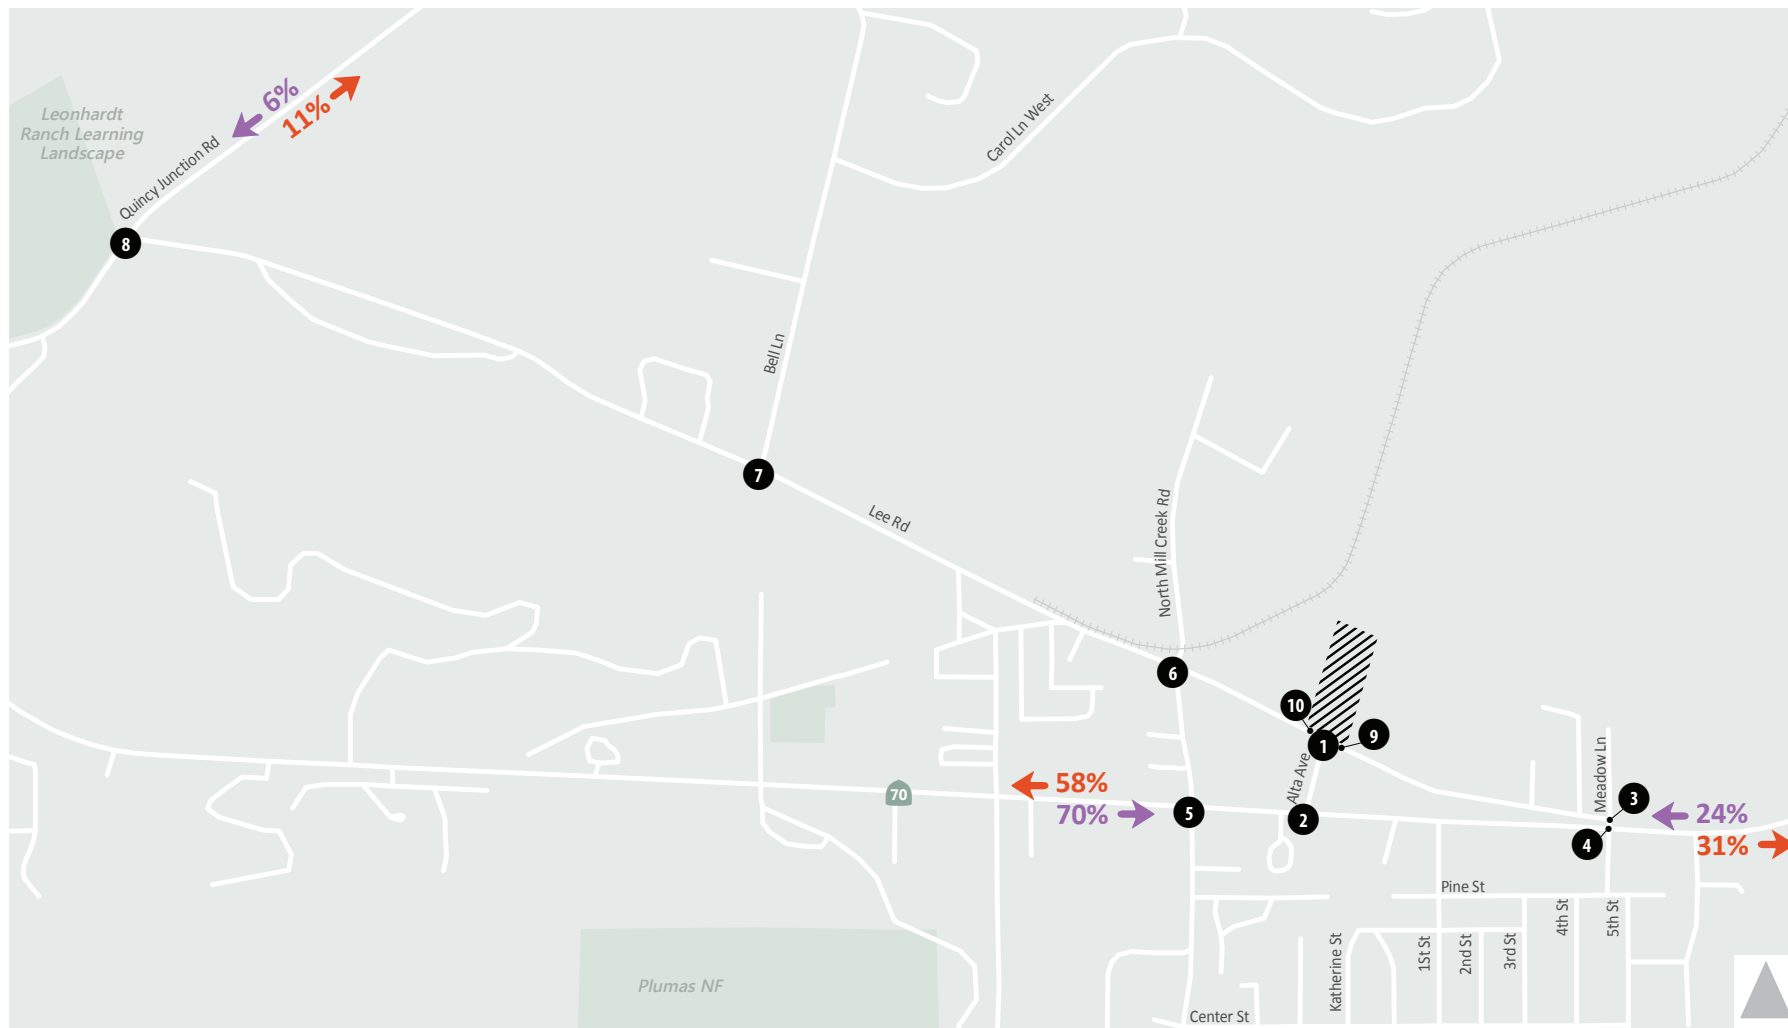 6%
11%
Leonhardt
Ranch Learning
Landscape
Quincy Junction Rd
Carol Ln West
8
Bell Ln
7
Lee Rd
North Mill Creek Rd
6
10
9
1
Alta Ave
Meadow Ln
58%
70
70%
5
2
3
24%
4
31%
Pine St
4th St
5th St
Katherine St
1St St
2nd St
3rd St
Plumas NF
Center St